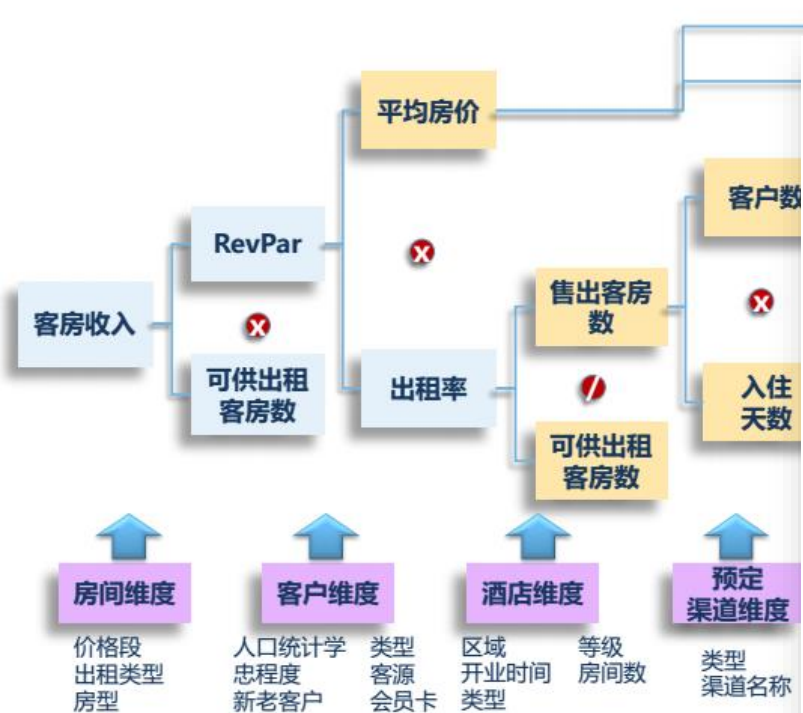 平均房价
客户数
RevPar
售出客房
数
客房收入
x
x
x
可供出租
客房数
出租率
/
入住
天数
可供出租
客房数
房间维度
客户维度
酒店维度
预定
渠道维度
价格段
出租类型
房型
人口统计学
忠程度
新老客户
类型
客源
会员卡
区域
开业时间
类型
等级
房间数
类型
渠道名称